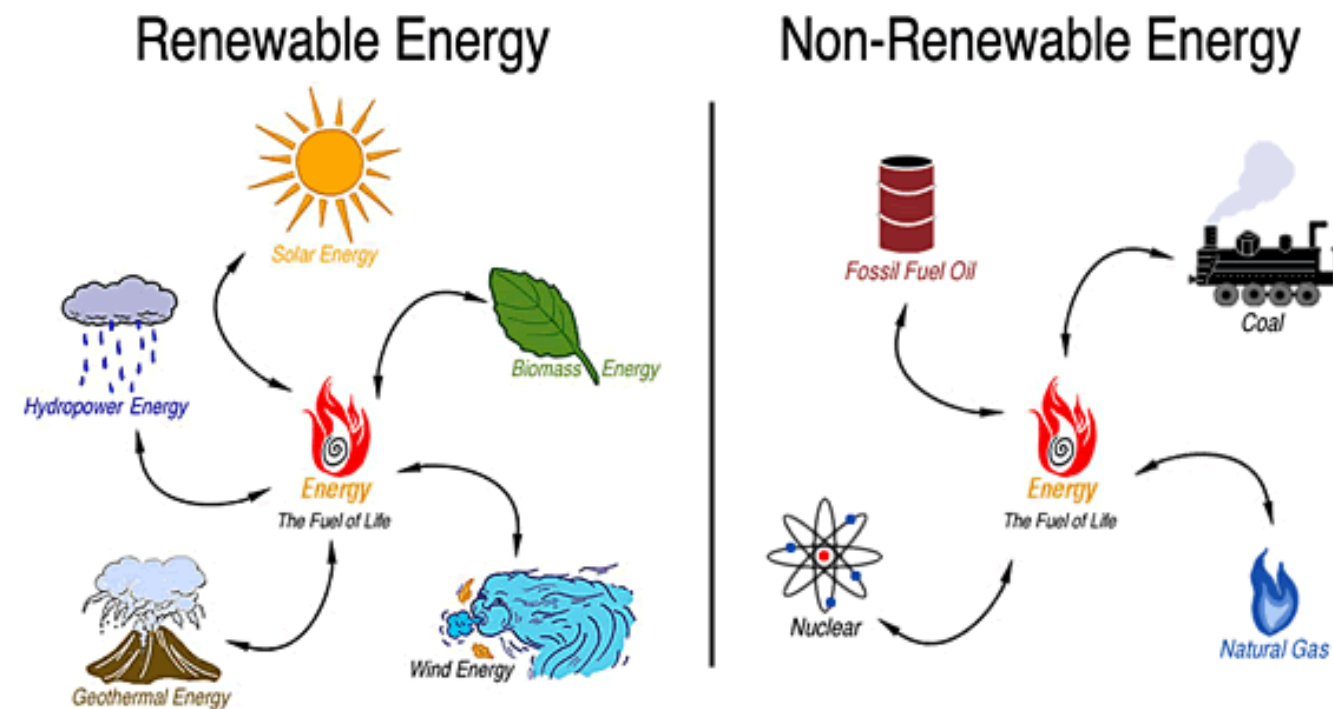 Renewable Energy
Solar Energy
Biomass Energy
Hydropower Energy
Energy
The Fuel of Life
Wind Energy
Geothermal Energy
Non-Renewable Energy
Fossil Fuel Oil
Coal
Energy
The Fuel of Life
Nuclear
Natural Gas